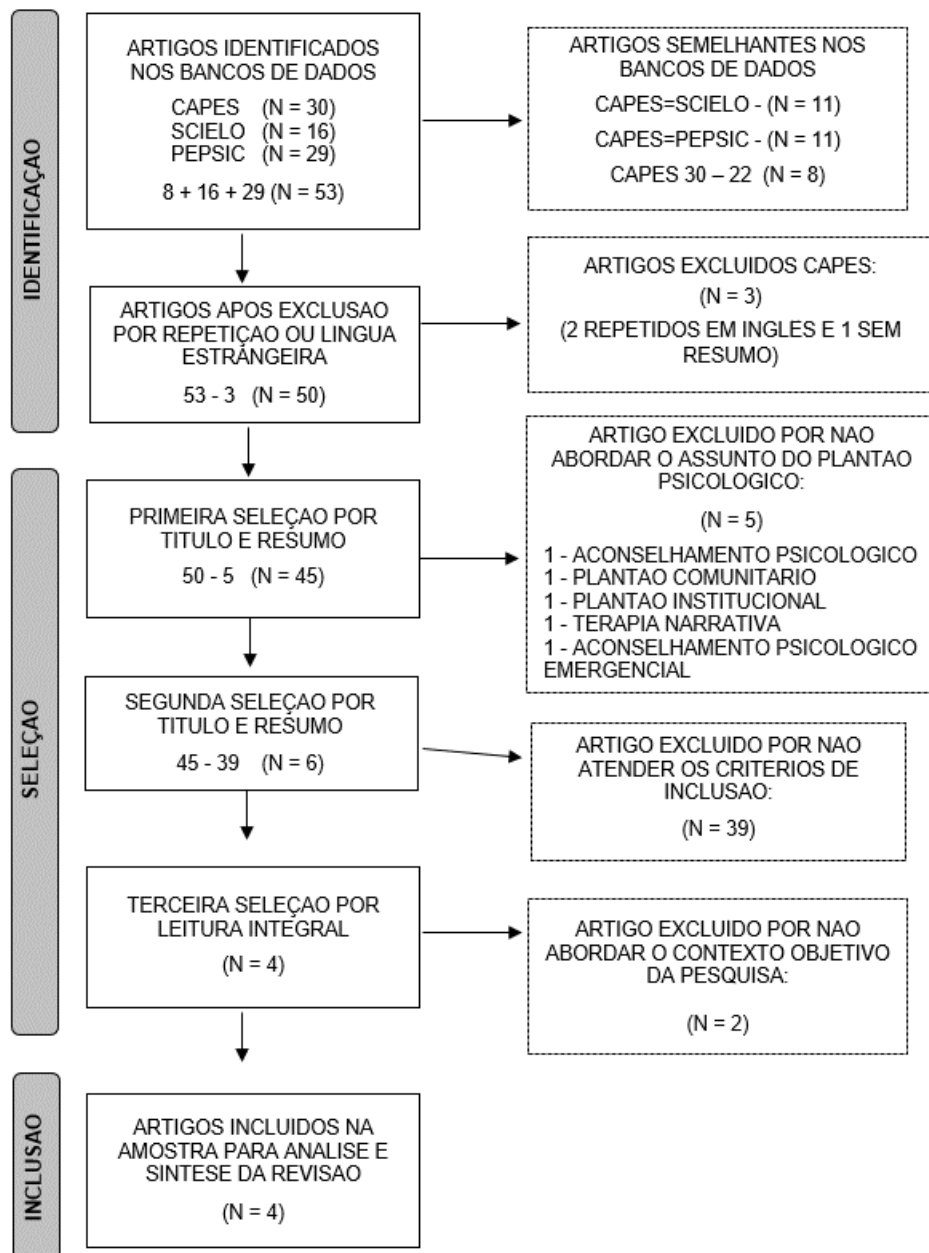 IDENTIFICAÇAO
ARTIGOS IDENTIFICADOS
NOS BANCOS DE DADOS
CAPES (N = 30)
SCIELO (N = 16)
PEPSIC (N = 29)
8 + 16 + 29 (N = 53)
ARTIGOS SEMELHANTES NOS
BANCOS DE DADOS
CAPES=SCIELO - (N = 11)
CAPES=PEPSIC - (N = 11)
CAPES 30 – 22 (N = 8)
ARTIGOS APOS EXCLUSAO
POR REPETIÇAO OU LINGUA
ESTRANGEIRA
53 - 3 (N = 50)
ARTIGOS EXCLUIDOS CAPES:
(N = 3)
(2 REPETIDOS EM INGLES E 1 SEM
RESUMO)
SELEÇAO
PRIMEIRA SELEÇAO POR
TITULO E RESUMO
50 - 5 (N = 45)
ARTIGO EXCLUIDO POR NAO
ABORDAR O ASSUNTO DO PLANTAO
PSICOLOGICO:
(N = 5)
1 - ACONSELHAMENTO PSICOLOGICO
1 - PLANTAO COMUNITARIO
1 - PLANTAO INSTITUCIONAL
1 - TERAPIA NARRATIVA
1 - ACONSELHAMENTO PSICOLOGICO
EMERGENCIAL
SEGUNDA SELEÇAO POR
TITULO E RESUMO
45 - 39 (N = 6)
ARTIGO EXCLUIDO POR NAO
ATENDER OS CRITERIOS DE
INCLUSAO:
(N = 39)
TERCEIRA SELEÇAO POR
LEITURA INTEGRAL
(N = 4)
ARTIGO EXCLUIDO POR NAO
ABORDAR O CONTEXTO OBJETIVO
DA PESQUISA:
(N = 2)
INCLUSAO
ARTIGOS INCLUIDOS NA
AMOSTRA PARA ANALISE E
SINTESE DA REVISAO
(N = 4)